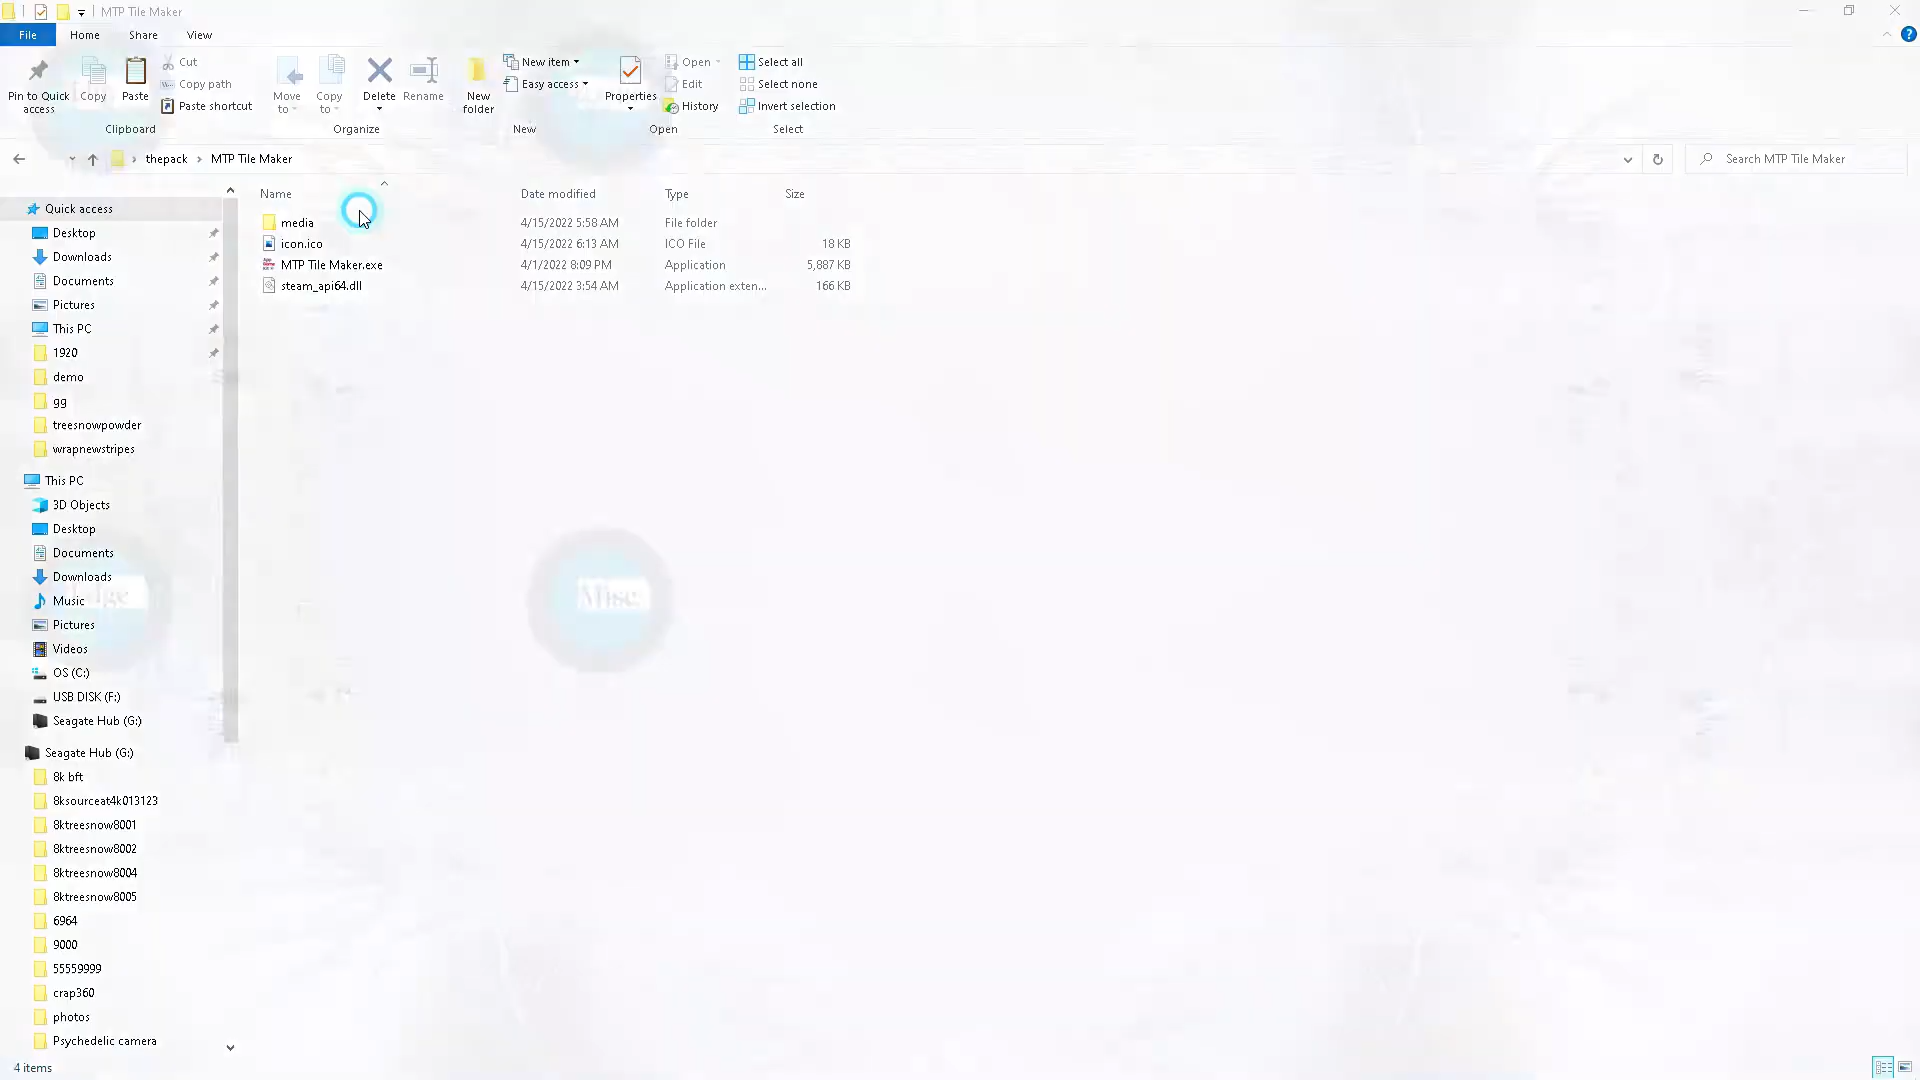 MTP Tile Maker
File Home Share View
Pin to Quick access
Copy
Paste
Cut
Copy path
Paste shortcut
Clipboard
Move to
Copy to
Delete
Rename
Organize
New folder
New item
Easy access
New
Properties
Open
Edit
History
Open
Select all
Select none
Invert selection
Select
thepack › MTP Tile Maker
Search MTP Tile Maker
Name Date modified Type Size
media 4/15/2022 5:58 AM File folder
icon.ico 4/15/2022 6:13 AM ICO File 18 KB
MTP Tile Maker.exe 4/1/2022 8:09 PM Application 5,887 KB
steam_api64.dll 4/15/2022 3:54 AM Application exten... 166 KB
Quick access
Desktop
Downloads
Documents
Pictures
This PC
1920
demo
gg
treesnowpowder
wrapnewstripes
This PC
3D Objects
Desktop
Documents
Downloads
Music
Pictures
Videos
OS (C:)
USB DISK (F:)
Seagate Hub (G:)
Seagate Hub (G:)
8k bft
8ksourceat4k013123
8ktreesnow8001
8ktreesnow8002
8ktreesnow8004
8ktreesnow8005
6964
9000
55559999
crap360
photos
Psychedelic camera
Misc
4 items